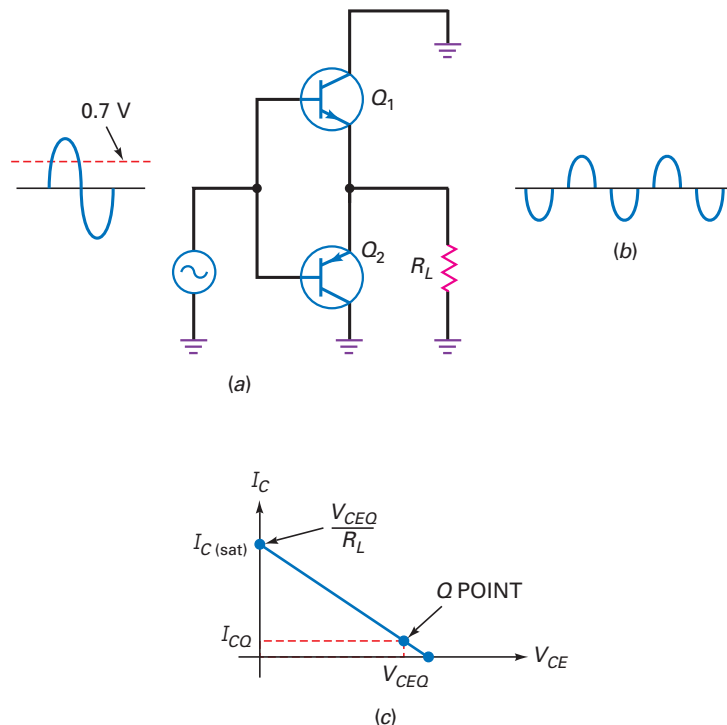 0.7 V
Q1
Q2
RL
(a)
(b)
IC
IC (sat)
VCEQ
RL
Q POINT
ICQ
VCEQ
VCE
(c)